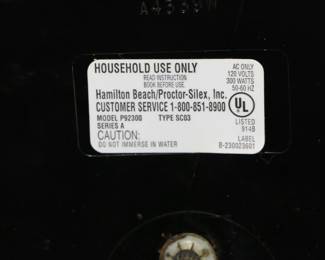 HOUSEHOLD USE ONLY
READ INSTRUCTION
BOOK BEFORE USE.
AC ONLY
120 VOLTS
300 WATTS
50-60 HZ
Hamilton Beach/Proctor-Silex, Inc.
CUSTOMER SERVICE 1-800-851-8900
MODEL P92300 TYPE SC03
SERIES A
CAUTION:
DO NOT IMMERSE IN WATER
UL
LISTED
914B
LABEL
B-230023601